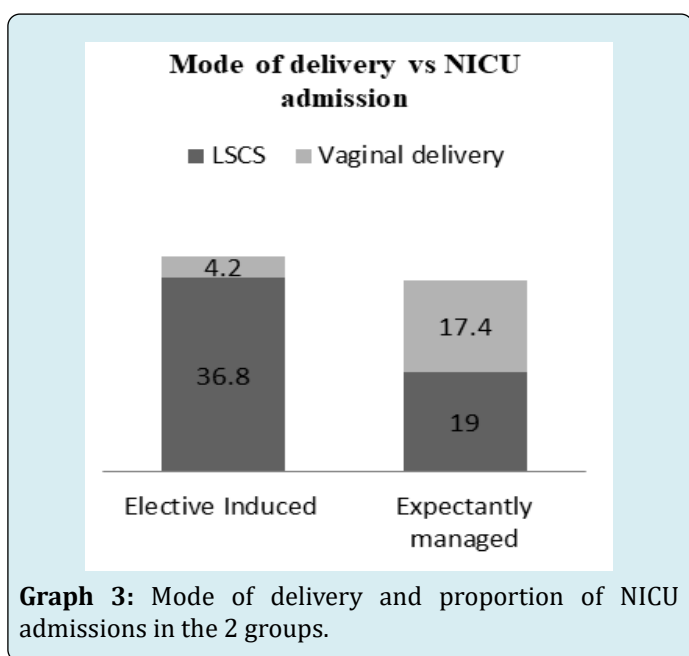 Mode of delivery vs NICU
admission
■ LSCS ■ Vaginal delivery
4.2
17.4
36.8
19
Elective Induced Expectantly
managed
Graph 3: Mode of delivery and proportion of NICU
admissions in the 2 groups.